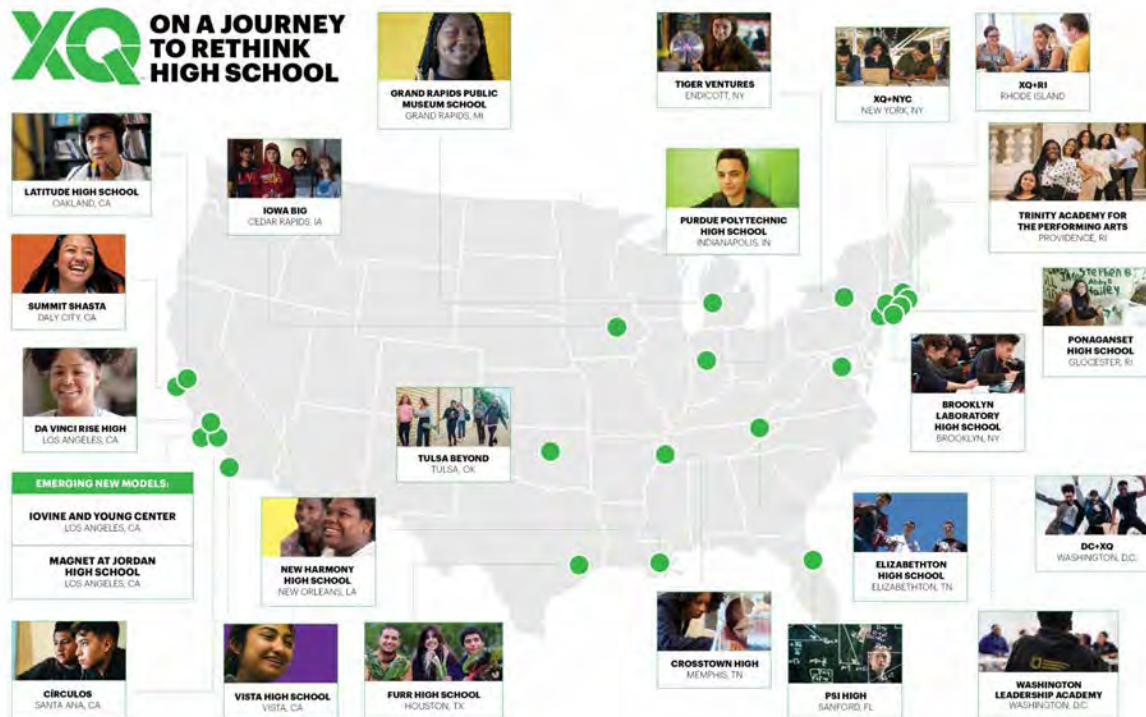 XQ
ON A JOURNEY
TO RETHINK
HIGH SCHOOL
GRAND RAPIDS PUBLIC
MUSEUM SCHOOL
GRAND RAPIDS, MI
TIGER VENTURES
ENDICOTT, NY
XQ+NYC
NEW YORK, NY
XQ+RI
RHODE ISLAND
LATITUDE HIGH SCHOOL
OAKLAND, CA
IOWA BIG
CEDAR RAPIDS, IA
PURDUE POLYTECHNIC
HIGH SCHOOL
INDIANAPOLIS, IN
TRINITY ACADEMY FOR
THE PERFORMING ARTS
PROVIDENCE, RI
SUMMIT SHASTA
DALY CITY, CA
Stephen B.
PONAGANSET
HIGH SCHOOL
GLOCESTER, RI
DA VINCI RISE HIGH
LOS ANGELES, CA
TULSA BEYOND
TULSA, OK
BROOKLYN
LABORATORY
HIGH SCHOOL
BROOKLYN, NY
EMERGING NEW MODELS:
IOVINE AND YOUNG CENTER
LOS ANGELES, CA
MAGNET AT JORDAN
HIGH SCHOOL
LOS ANGELES, CA
NEW HARMONY
HIGH SCHOOL
NEW ORLEANS, LA
ELIZABETHTON
HIGH SCHOOL
ELIZABETHTON, TN
DC+XQ
WASHINGTON, D.C.
CÍRCULOS
SANTA ANA, CA
VISTA HIGH SCHOOL
VISTA, CA
FURR HIGH SCHOOL
HOUSTON, TX
CROSSTOWN HIGH
MEMPHIS, TN
PSI HIGH
SANFORD, FL
WASHINGTON
LEADERSHIP ACADEMY
WASHINGTON, D.C.